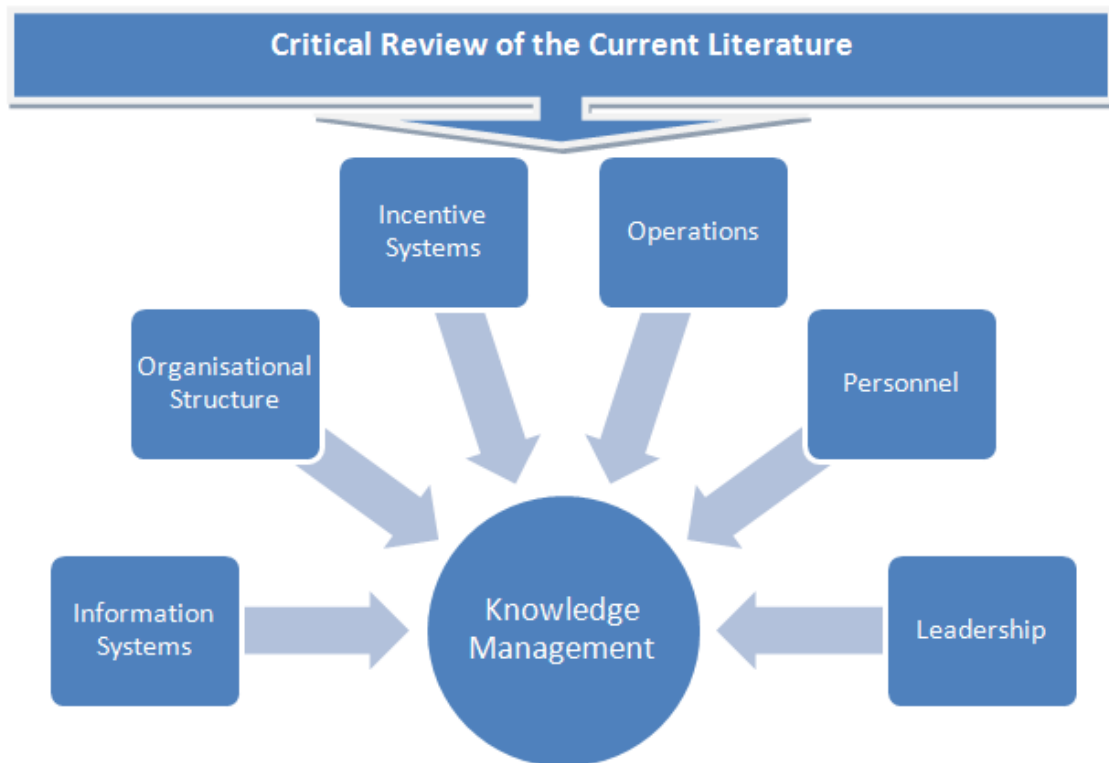 Critical Review of the Current Literature
Incentive
Systems
Operations
Organisational
Structure
Personnel
Information
Systems
Knowledge
Management
Leadership